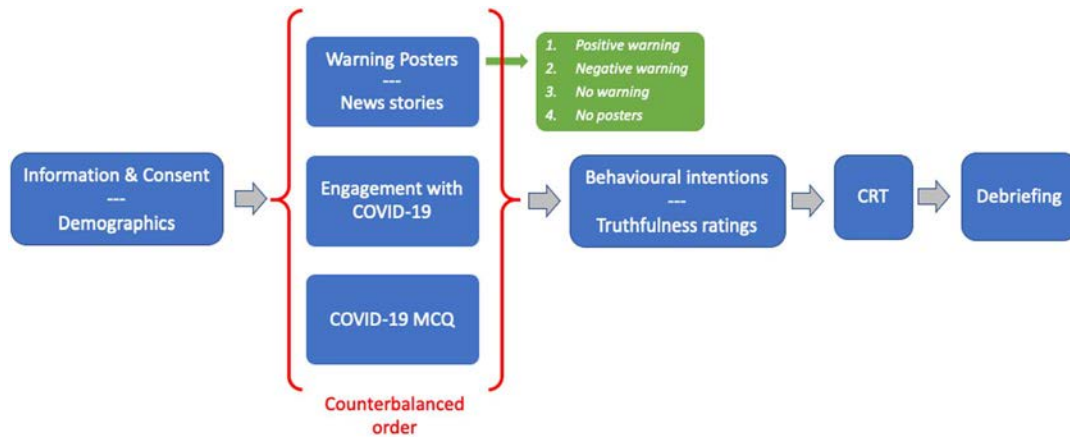 Information & Consent
---
Demographics
Warning Posters
---
News stories
1. Positive warning
2. Negative warning
3. No warning
4. No posters
Engagement with
COVID-19
COVID-19 MCQ
Counterbalanced
order
Behavioural intentions
---
Truthfulness ratings
CRT
Debriefing